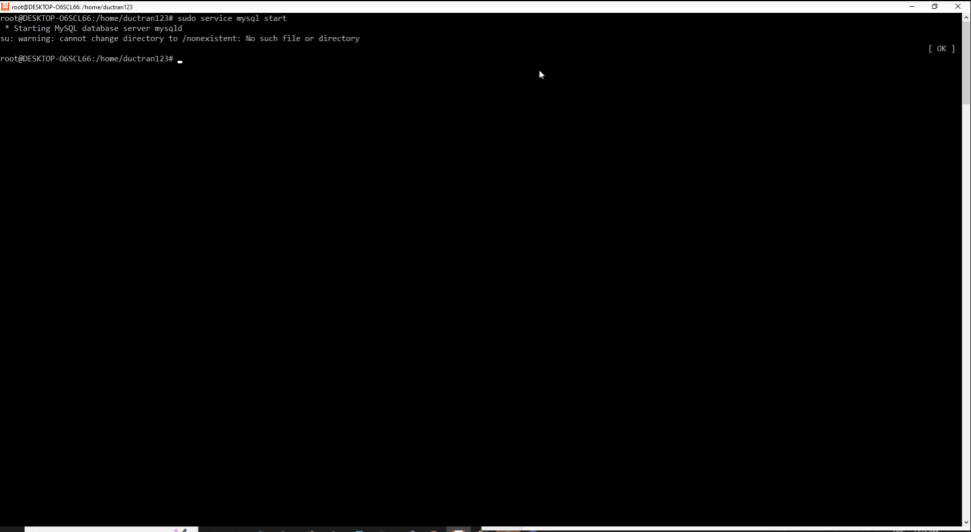 root@DESKTOP-O6SCL66: /home/ductran123
root@DESKTOP-O6SCL66:/home/ductran123# sudo service mysql start
* Starting MySQL database server mysqld
su: warning: cannot change directory to /nonexistent: No such file or directory
[ OK ]
root@DESKTOP-O6SCL66:/home/ductran123#